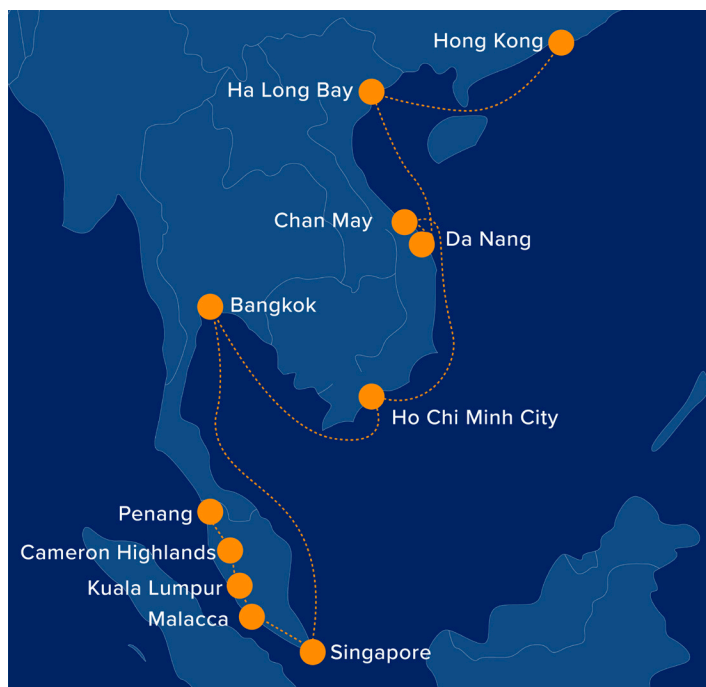 Hong Kong
Ha Long Bay
Chan May
Da Nang
Bangkok
Ho Chi Minh City
Penang
Cameron Highlands
Kuala Lumpur
Malacca
Singapore